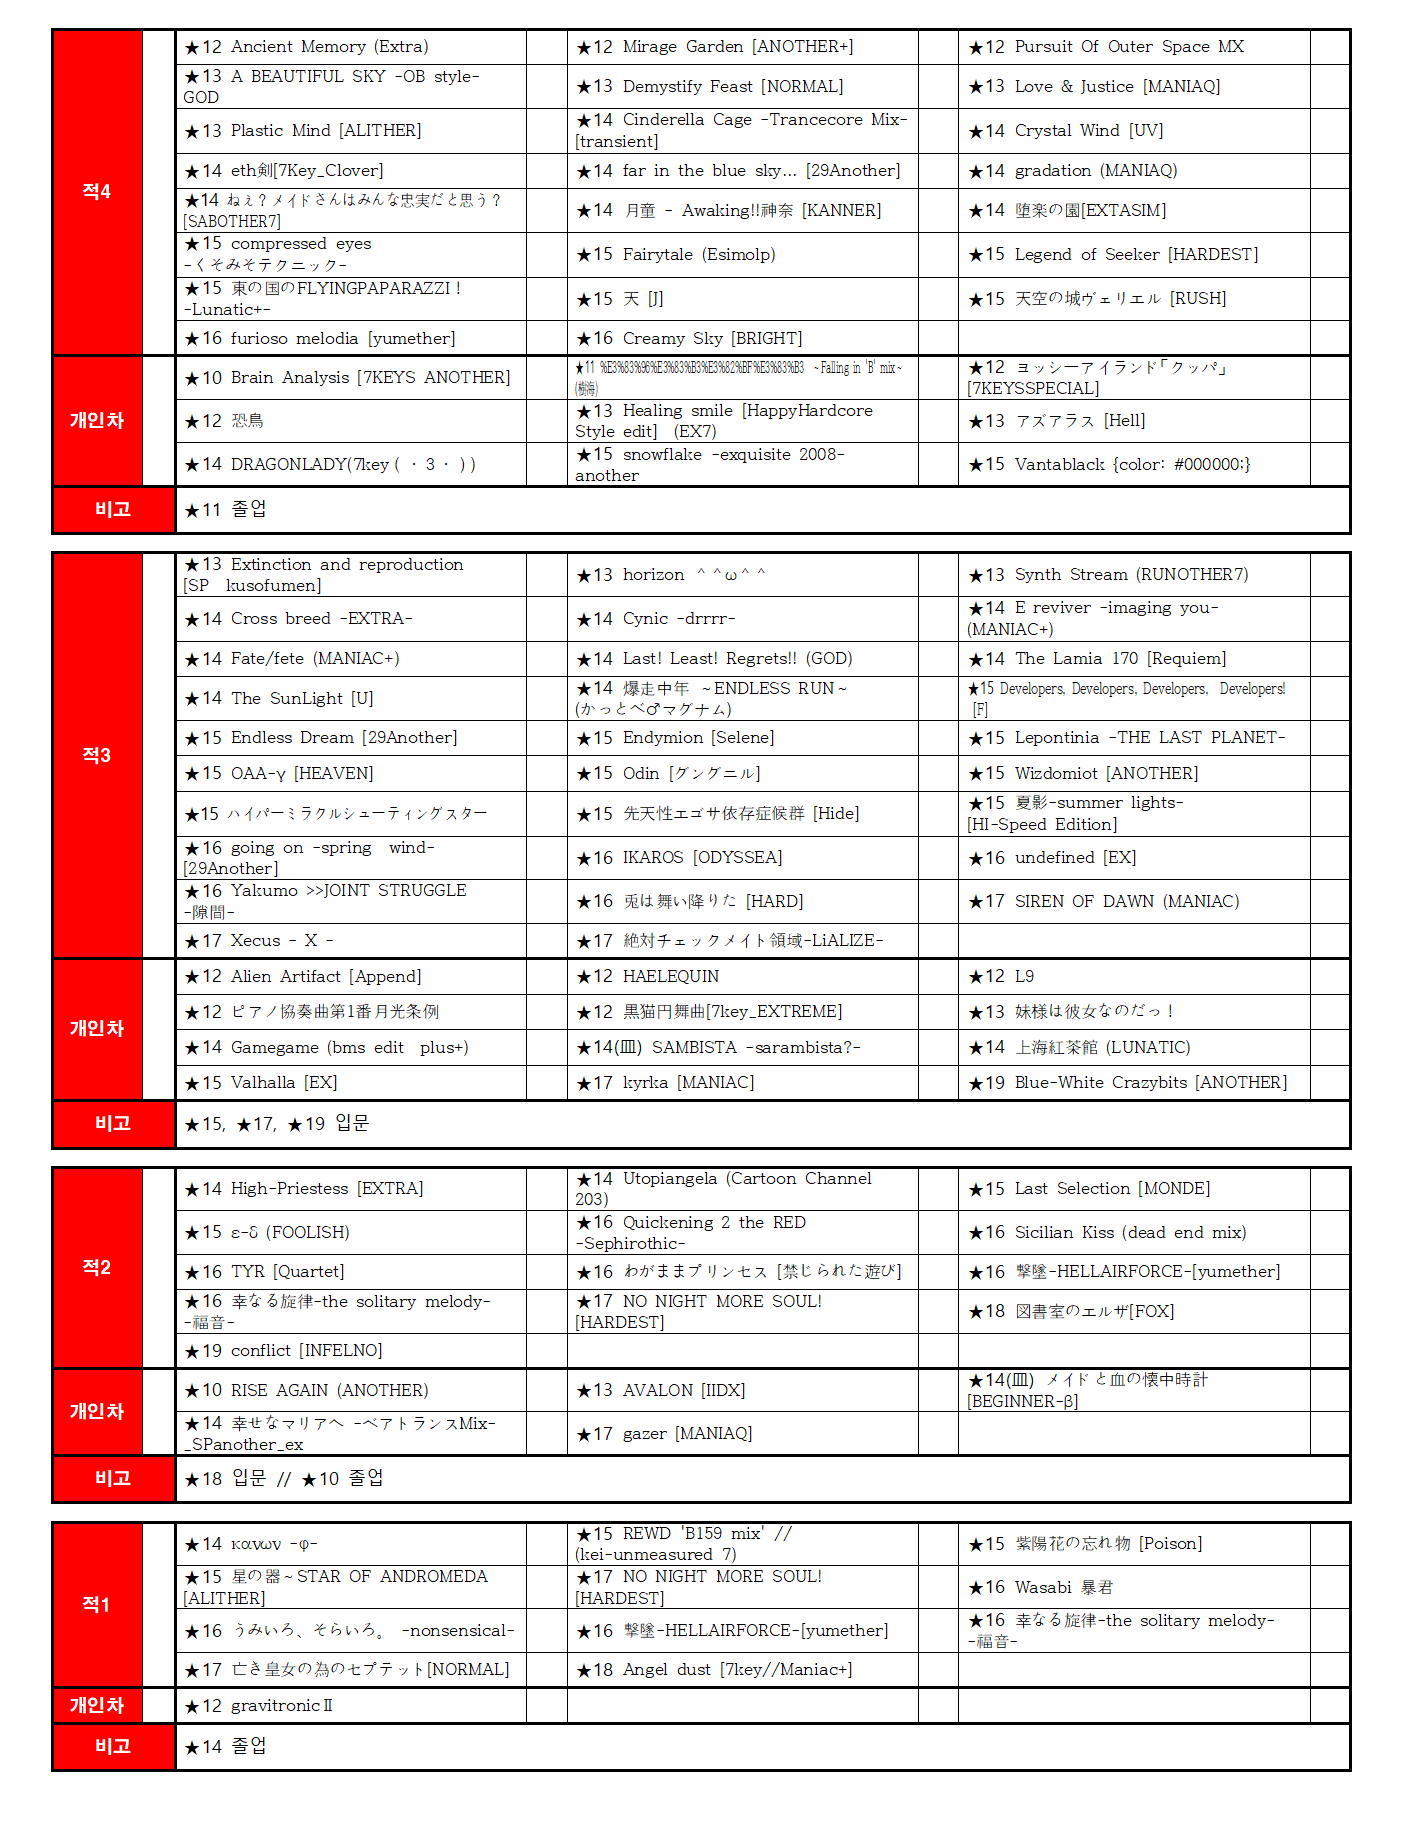 적4
★12 Ancient Memory (Extra)
★12 Mirage Garden [ANOTHER+]
★12 Pursuit Of Outer Space MX
★13 A BEAUTIFUL SKY -OB style-
GOD
★13 Demystify Feast [NORMAL]
★13 Love & Justice [MANIAQ]
★13 Plastic Mind [ALITHER]
★14 Cinderella Cage -Trancecore Mix-
[transient]
★14 Crystal Wind [UV]
★14 eth剣[7Key_Clover]
★14 far in the blue sky... [29Another]
★14 gradation (MANIAQ)
★14 ねぇ？メイドさんはみんな忠実だと思う？
[SABOTHER7]
★14 月童 - Awaking!!神奈 [KANNER]
★14 堕楽の園[EXTASIM]
★15 compressed eyes
-くそみそテクニック-
★15 Fairytale (Esimolp)
★15 Legend of Seeker [HARDEST]
★15 東の国のFLYINGPAPARAZZI！
-Lunatic+-
★15 天 [J]
★15 天空の城ヴェリエル [RUSH]
★16 furioso melodia [yumether]
★16 Creamy Sky [BRIGHT]
개인차
★10 Brain Analysis [7KEYS ANOTHER]
★11 %E3%83%96%E3%83%B3%E3%82%BF%E3%83%B3 ~Falling in 'B' mix~
(樹海)
★12 ヨッシーアイランド「クッパ」
[7KEYSSPECIAL]
★12 恐鳥
★13 Healing smile [HappyHardcore
Style edit] (EX7)
★13 アズアラス [Hell]
★14 DRAGONLADY(7key ( ・3・) )
★15 snowflake -exquisite 2008-
another
★15 Vantablack {color: #000000;}
비고
★11 졸업
적3
★13 Extinction and reproduction
[SP kusofumen]
★13 horizon ＾＾ω＾＾
★13 Synth Stream (RUNOTHER7)
★14 Cross breed -EXTRA-
★14 Cynic -drrrr-
★14 E reviver -imaging you-
(MANIAC+)
★14 Fate/fete (MANIAC+)
★14 Last! Least! Regrets!! (GOD)
★14 The Lamia 170 [Requiem]
★14 The SunLight [U]
★14 爆走中年 ～ENDLESS RUN～
(かっとべ♂マグナム)
★15 Developers, Developers, Developers, Developers!
[F]
★15 Endless Dream [29Another]
★15 Endymion [Selene]
★15 Lepontinia -THE LAST PLANET-
★15 OAA-γ [HEAVEN]
★15 Odin [グングニル]
★15 Wizdomiot [ANOTHER]
★15 ハイパーミラクルシューティングスター
★15 先天性エゴサ依存症候群 [Hide]
★15 夏影-summer lights-
[HI-Speed Edition]
★16 going on -spring wind-
[29Another]
★16 IKAROS [ODYSSEA]
★16 undefined [EX]
★16 Yakumo >>JOINT STRUGGLE
-隙間-
★16 兎は舞い降りた [HARD]
★17 SIREN OF DAWN (MANIAC)
★17 Xecus - X -
★17 絶対チェックメイト領域-LiALIZE-
개인차
★12 Alien Artifact [Append]
★12 HAELEQUIN
★12 L9
★12 ピアノ協奏曲第1番月光条例
★12 黒猫円舞曲[7key_EXTREME]
★13 妹様は彼女なのだっ！
★14 Gamegame (bms edit plus+)
★14(皿) SAMBISTA -sarambista?-
★14 上海紅茶館 (LUNATIC)
★15 Valhalla [EX]
★17 kyrka [MANIAC]
★19 Blue-White Crazybits [ANOTHER]
비고
★15, ★17, ★19 입문
적2
★14 High-Priestess [EXTRA]
★14 Utopiangela (Cartoon Channel
203)
★15 Last Selection [MONDE]
★15 ε-δ (FOOLISH)
★16 Quickening 2 the RED
-Sephirothic-
★16 Sicilian Kiss (dead end mix)
★16 TYR [Quartet]
★16 わがままプリンセス [禁じられた遊び]
★16 撃墜-HELLAIRFORCE-[yumether]
★16 幸なる旋律-the solitary melody-
-福音-
★17 NO NIGHT MORE SOUL!
[HARDEST]
★18 図書室のエルザ[FOX]
★19 conflict [INFELNO]
개인차
★10 RISE AGAIN (ANOTHER)
★13 AVALON [IIDX]
★14(皿) メイドと血の懐中時計
[BEGINNER-β]
★14 幸せなマリアへ -ベアトランスMix-
_SPanother_ex
★17 gazer [MANIAQ]
비고
★18 입문 // ★10 졸업
적1
★14 κανων -φ-
★15 REWD 'B159 mix' //
(kei-unmeasured 7)
★15 紫陽花の忘れ物 [Poison]
★15 星の器～STAR OF ANDROMEDA
[ALITHER]
★17 NO NIGHT MORE SOUL!
[HARDEST]
★16 Wasabi 暴君
★16 うみいろ、そらいろ。 -nonsensical-
★16 撃墜-HELLAIRFORCE-[yumether]
★16 幸なる旋律-the solitary melody-
-福音-
★17 亡き皇女の為のセプテット[NORMAL]
★18 Angel dust [7key//Maniac+]
개인차
★12 gravitronicⅡ
비고
★14 졸업